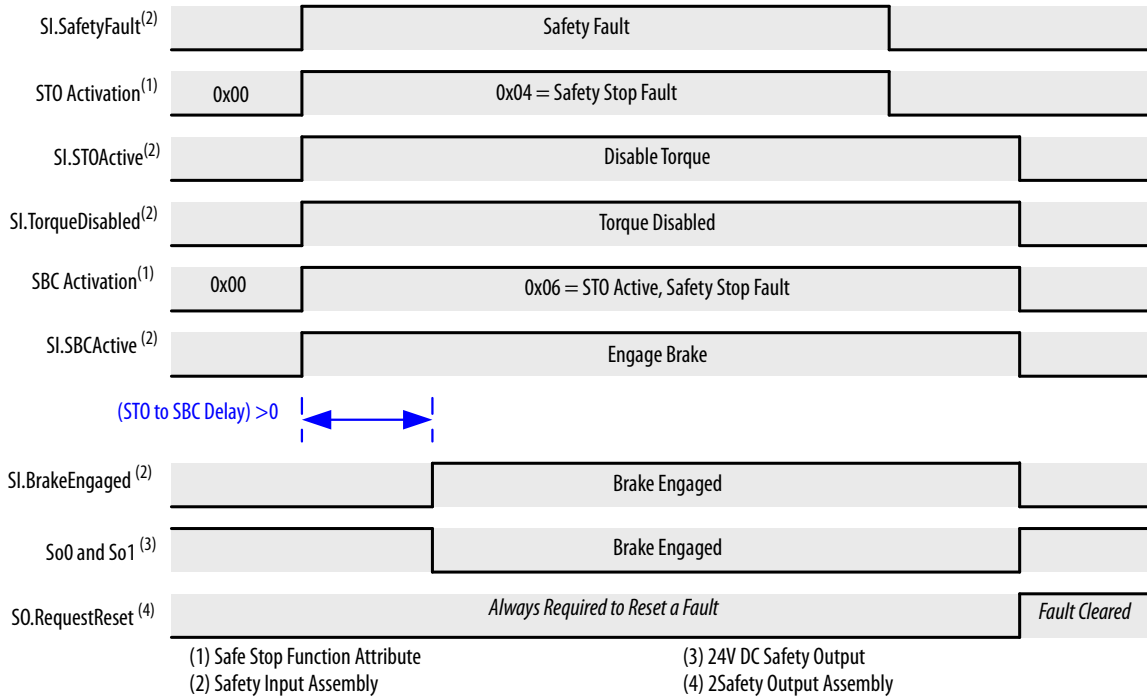 SI.SafetyFault(2) Safety Fault
STO Activation(1) 0x00 0x04 = Safety Stop Fault
SI.STOActive(2) Disable Torque
SI.TorqueDisabled(2) Torque Disabled
SBC Activation(1) 0x00 0x06 = STO Active, Safety Stop Fault
SI.SBCActive (2) Engage Brake
(STO to SBC Delay) >0
SI.BrakeEngaged (2) Brake Engaged
So0 and So1 (3) Brake Engaged
SO.RequestReset (4) Always Required to Reset a Fault Fault Cleared
(1) Safe Stop Function Attribute (3) 24V DC Safety Output
(2) Safety Input Assembly (4) 2Safety Output Assembly